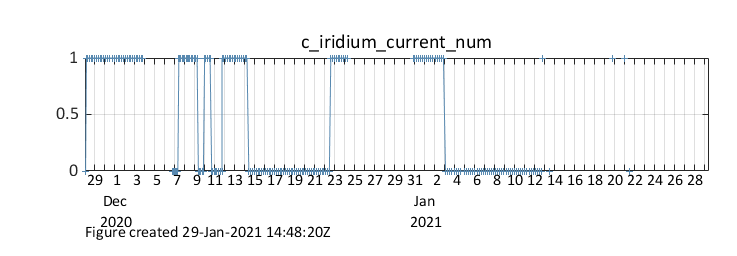 c_iridium_current_num
1
0.5
0
29 1 3 5 7 9 11 13 15 17 19 21 23 25 27 29 31 2 4 6 8 10 12 14 16 18 20 22 24 26 28
Dec Jan
2020 2021
Figure created 29-Jan-2021 14:48:20Z